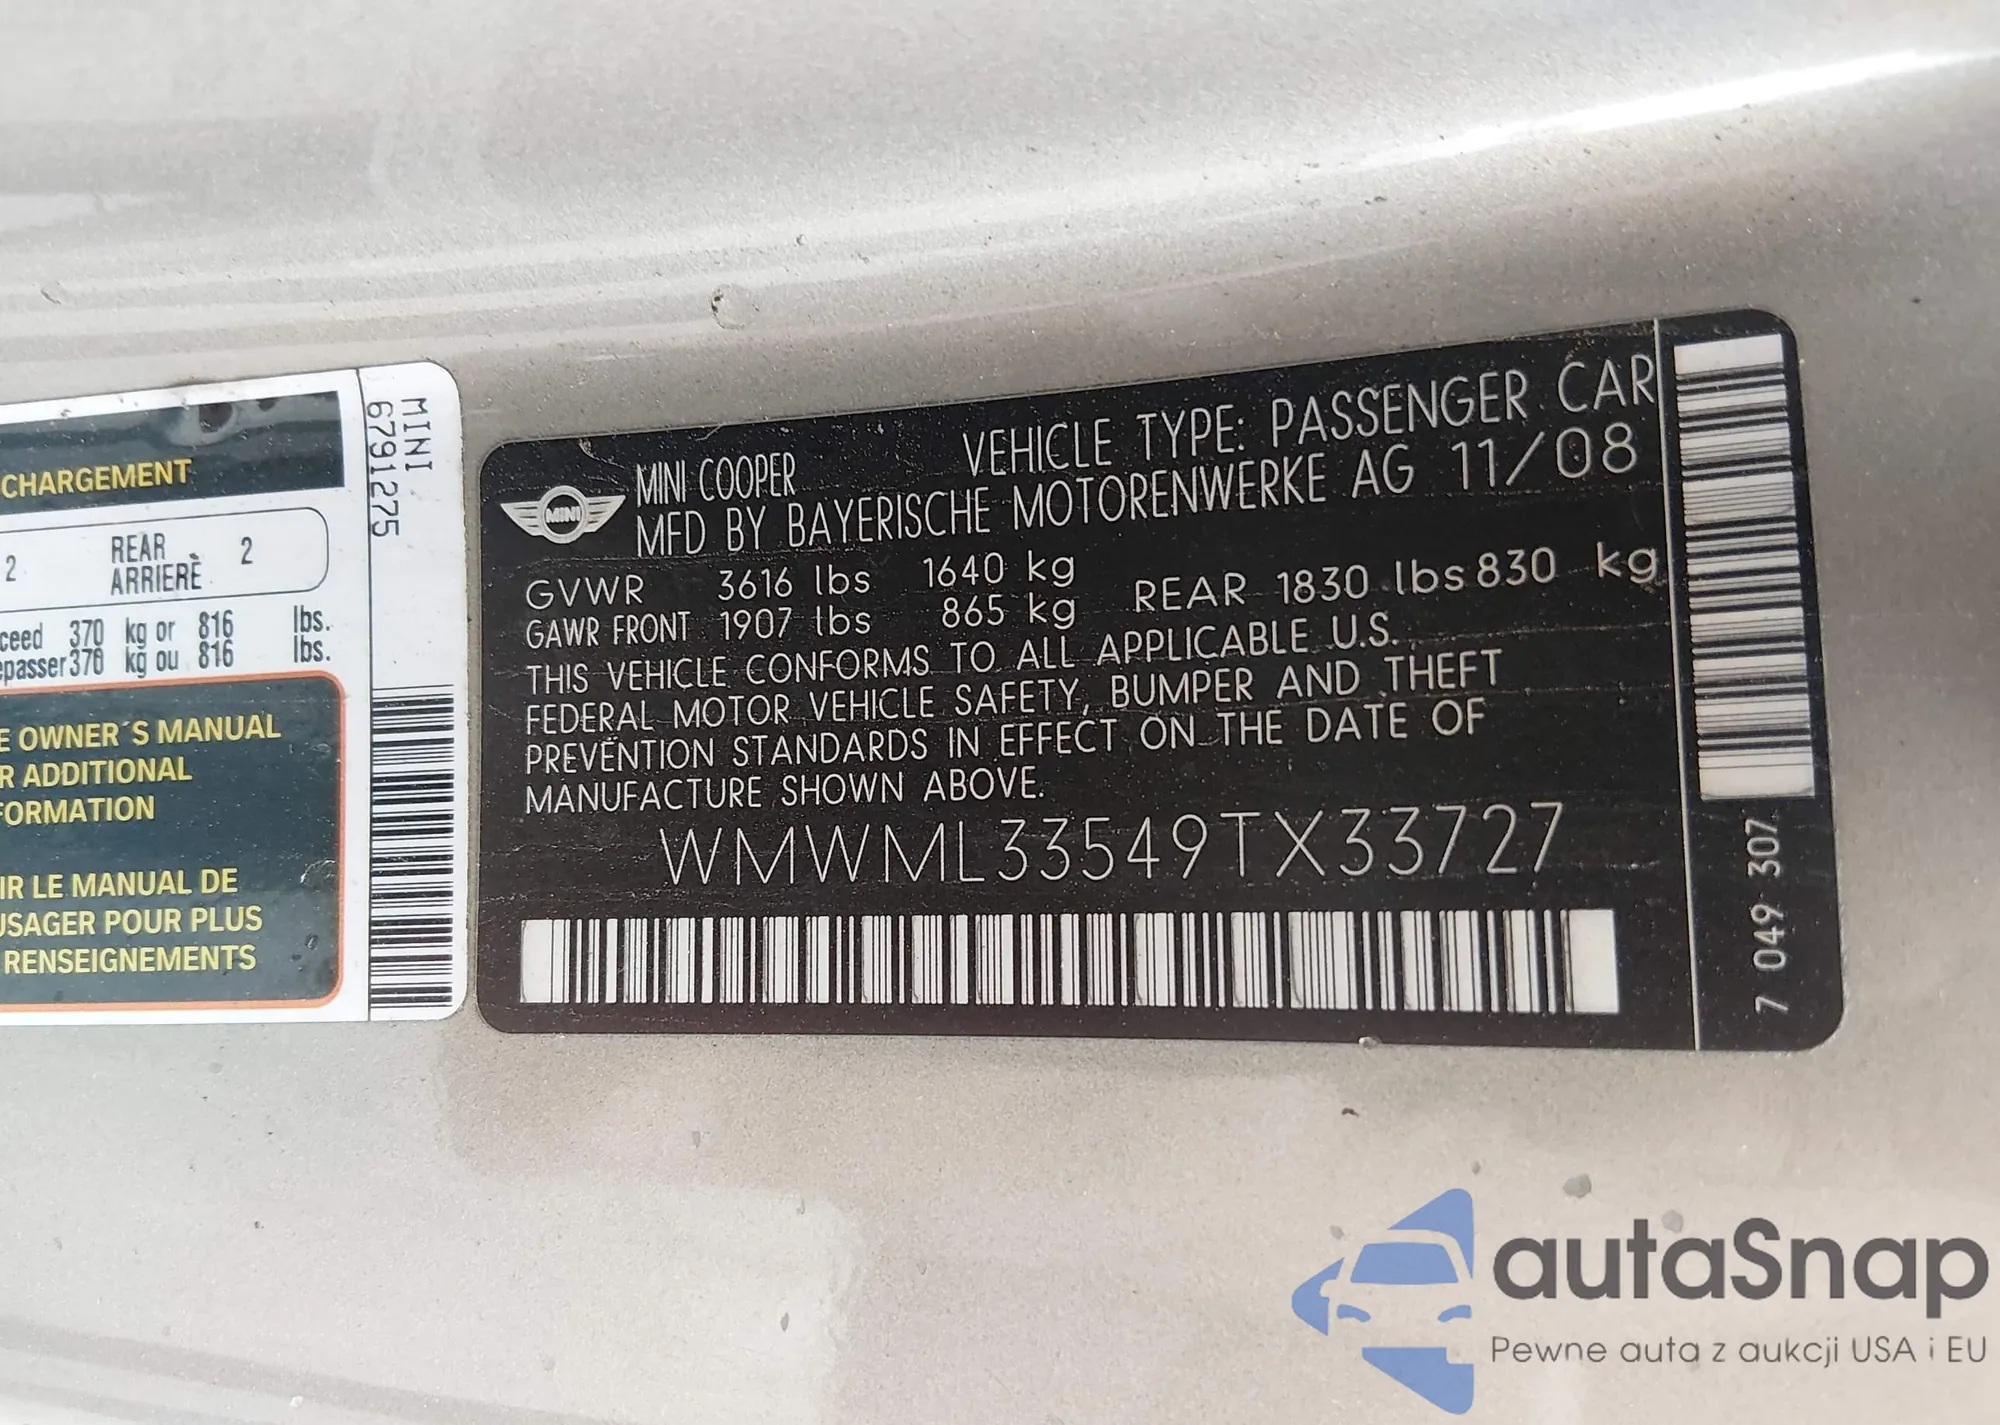 CHARGEMENT
2 REAR 2
ARRIERE
ceed 370 kg or 816 lbs.
epasser 370 kg ou 816 lbs.
E OWNER´S MANUAL
R ADDITIONAL
FORMATION
IR LE MANUAL DE
USAGER POUR PLUS
RENSEIGNEMENTS
MINI
6791275
MINI
MINI COOPER VEHICLE TYPE: PASSENGER CAR
MFD BY BAYERISCHE MOTORENWERKE AG 11/08
GVWR 3616 lbs 1640 kg
GAWR FRONT 1907 lbs 865 kg REAR 1830 lbs 830 kg
THIS VEHICLE CONFORMS TO ALL APPLICABLE U.S.
FEDERAL MOTOR VEHICLE SAFETY, BUMPER AND THEFT
PREVENTION STANDARDS IN EFFECT ON THE DATE OF
MANUFACTURE SHOWN ABOVE.
WMWML33549TX33727
7 049 307
autaSnap
Pewne auta z aukcji USA i EU